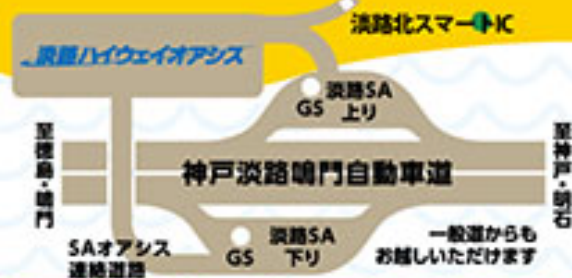 淡路北スマートIC
淡路ハイウェイオアシス
淡路SA
上り
GS
至徳島・鳴門
神戸淡路鳴門自動車道
至神戸・明石
淡路SA
下り
GS
SAオアシス
連絡道路
一般道からも
お越しいただけます